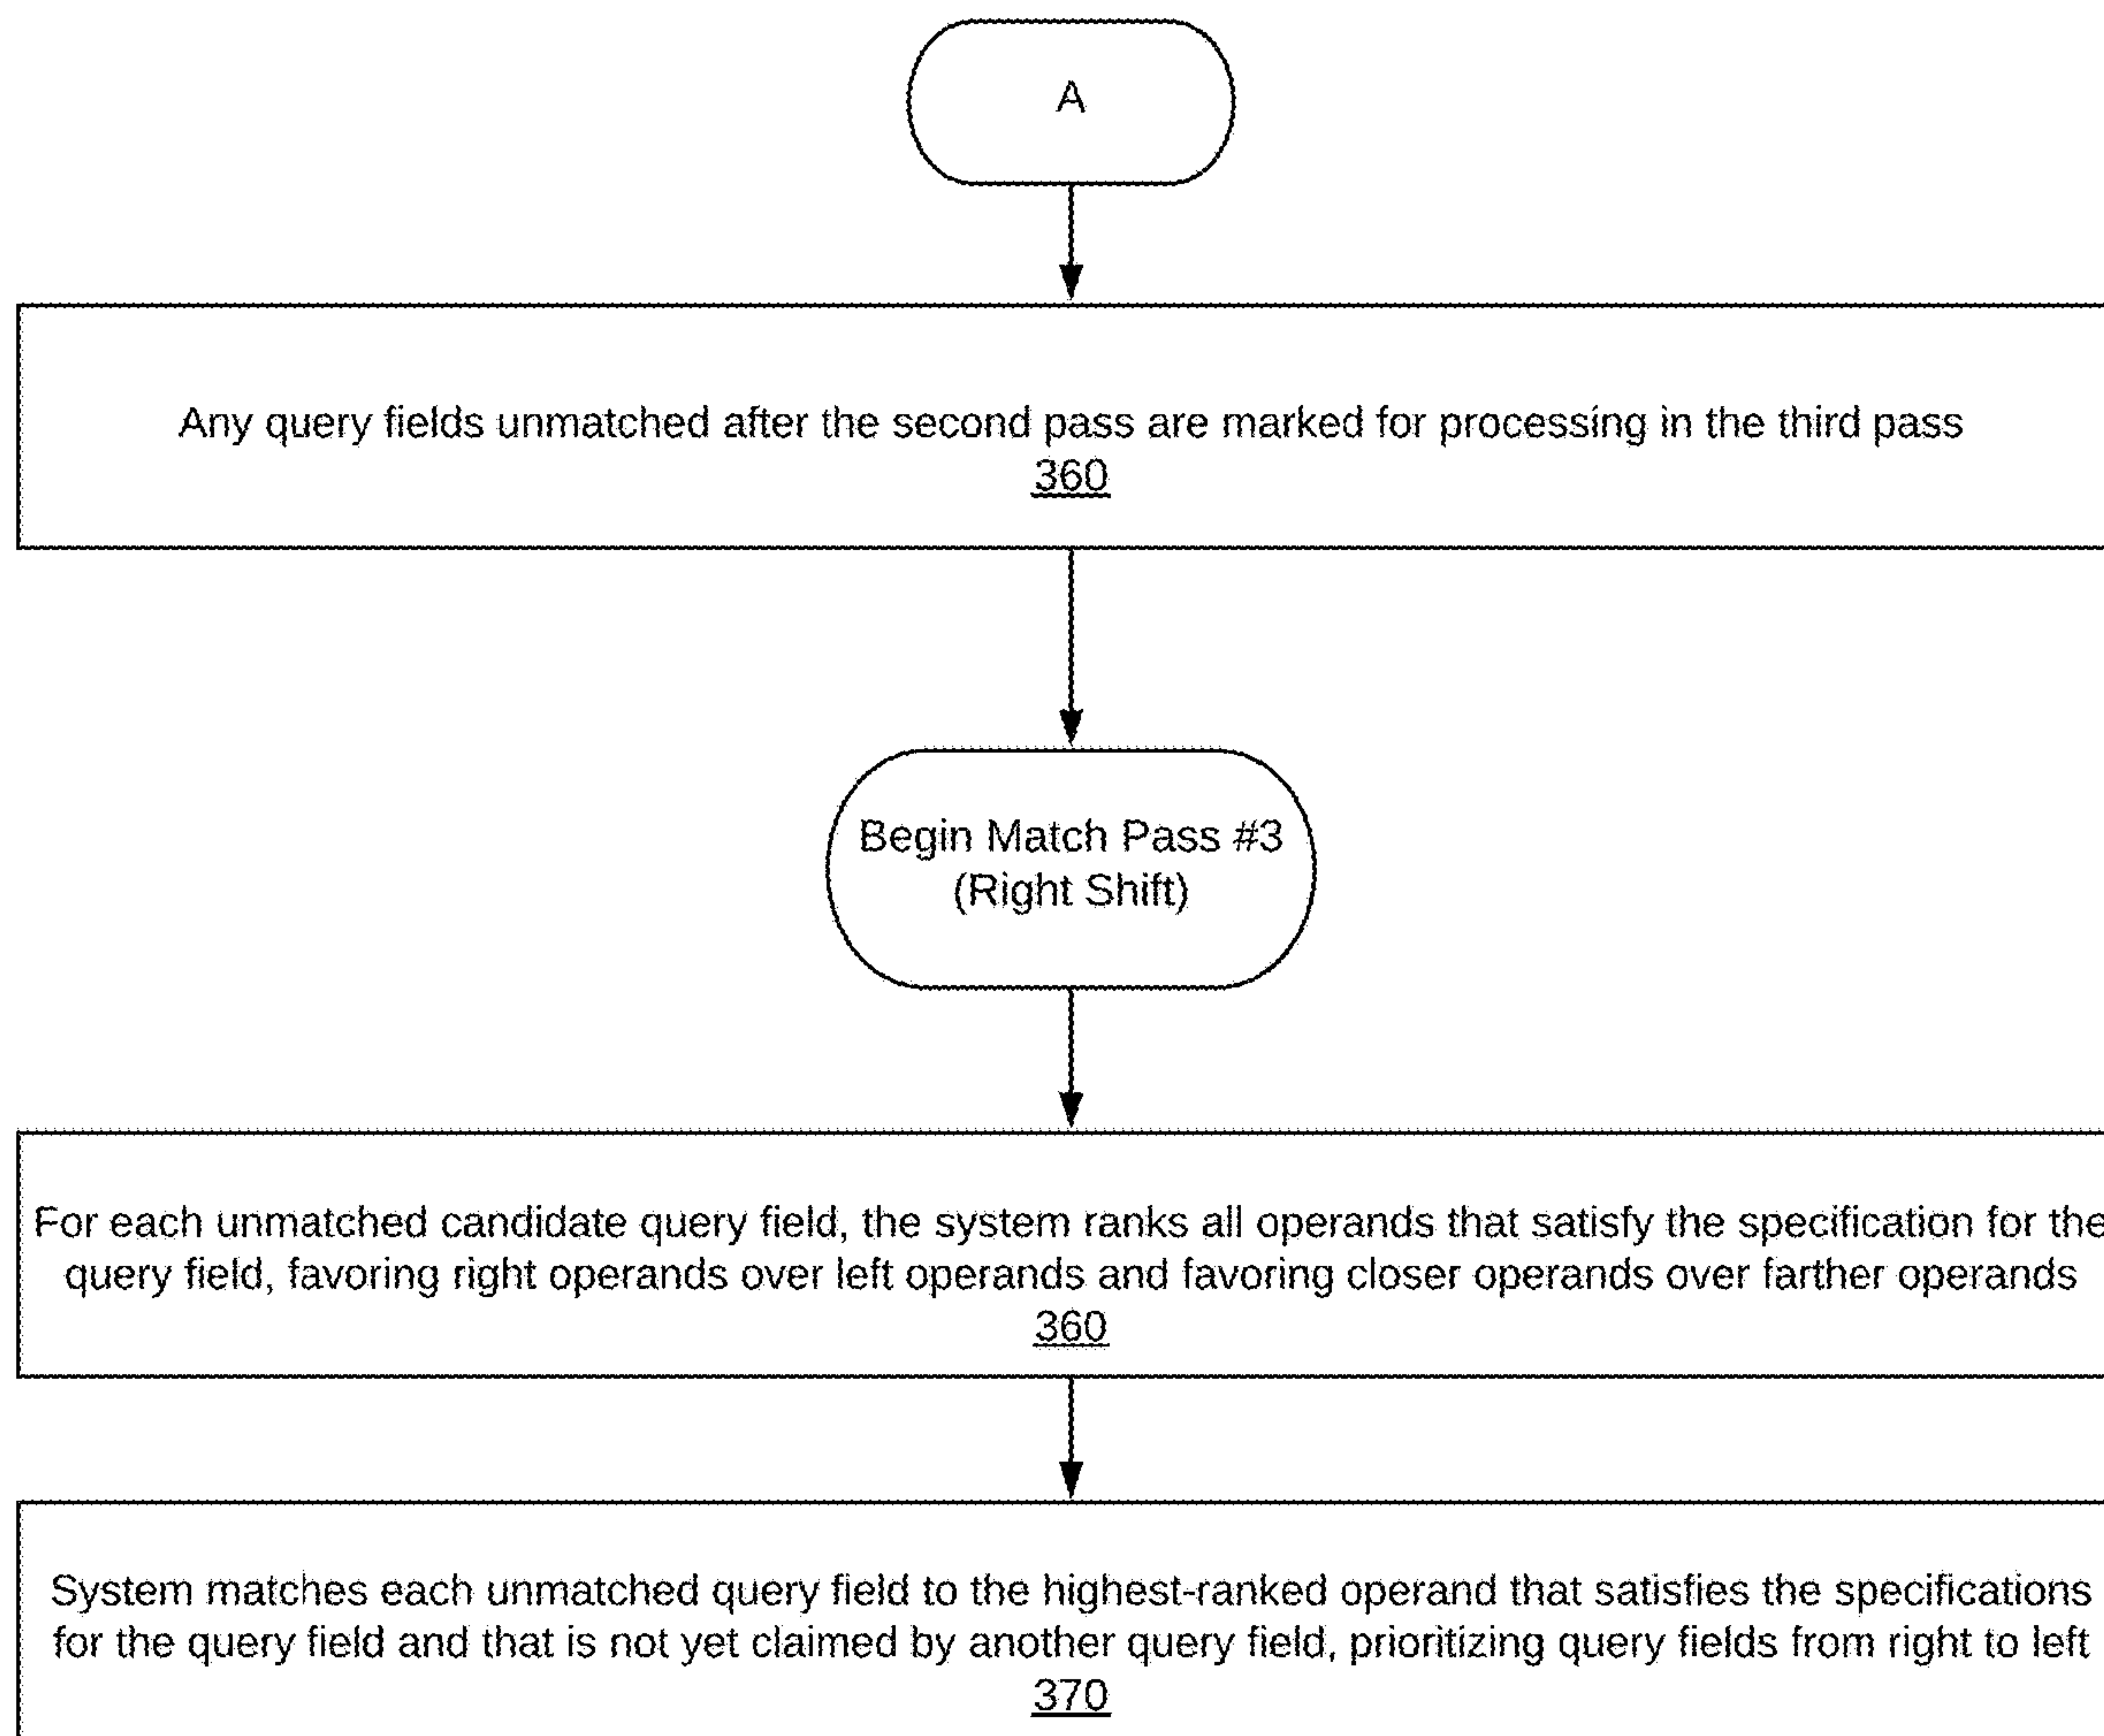 A
Any query fields unmatched after the second pass are marked for processing in the third pass
360
Begin Match Pass #3
(Right Shift)
For each unmatched candidate query field, the system ranks all operands that satisfy the specification for the
query field, favoring right operands over left operands and favoring closer operands over farther operands
360
System matches each unmatched query field to the highest-ranked operand that satisfies the specifications
for the query field and that is not yet claimed by another query field, prioritizing query fields from right to left
370